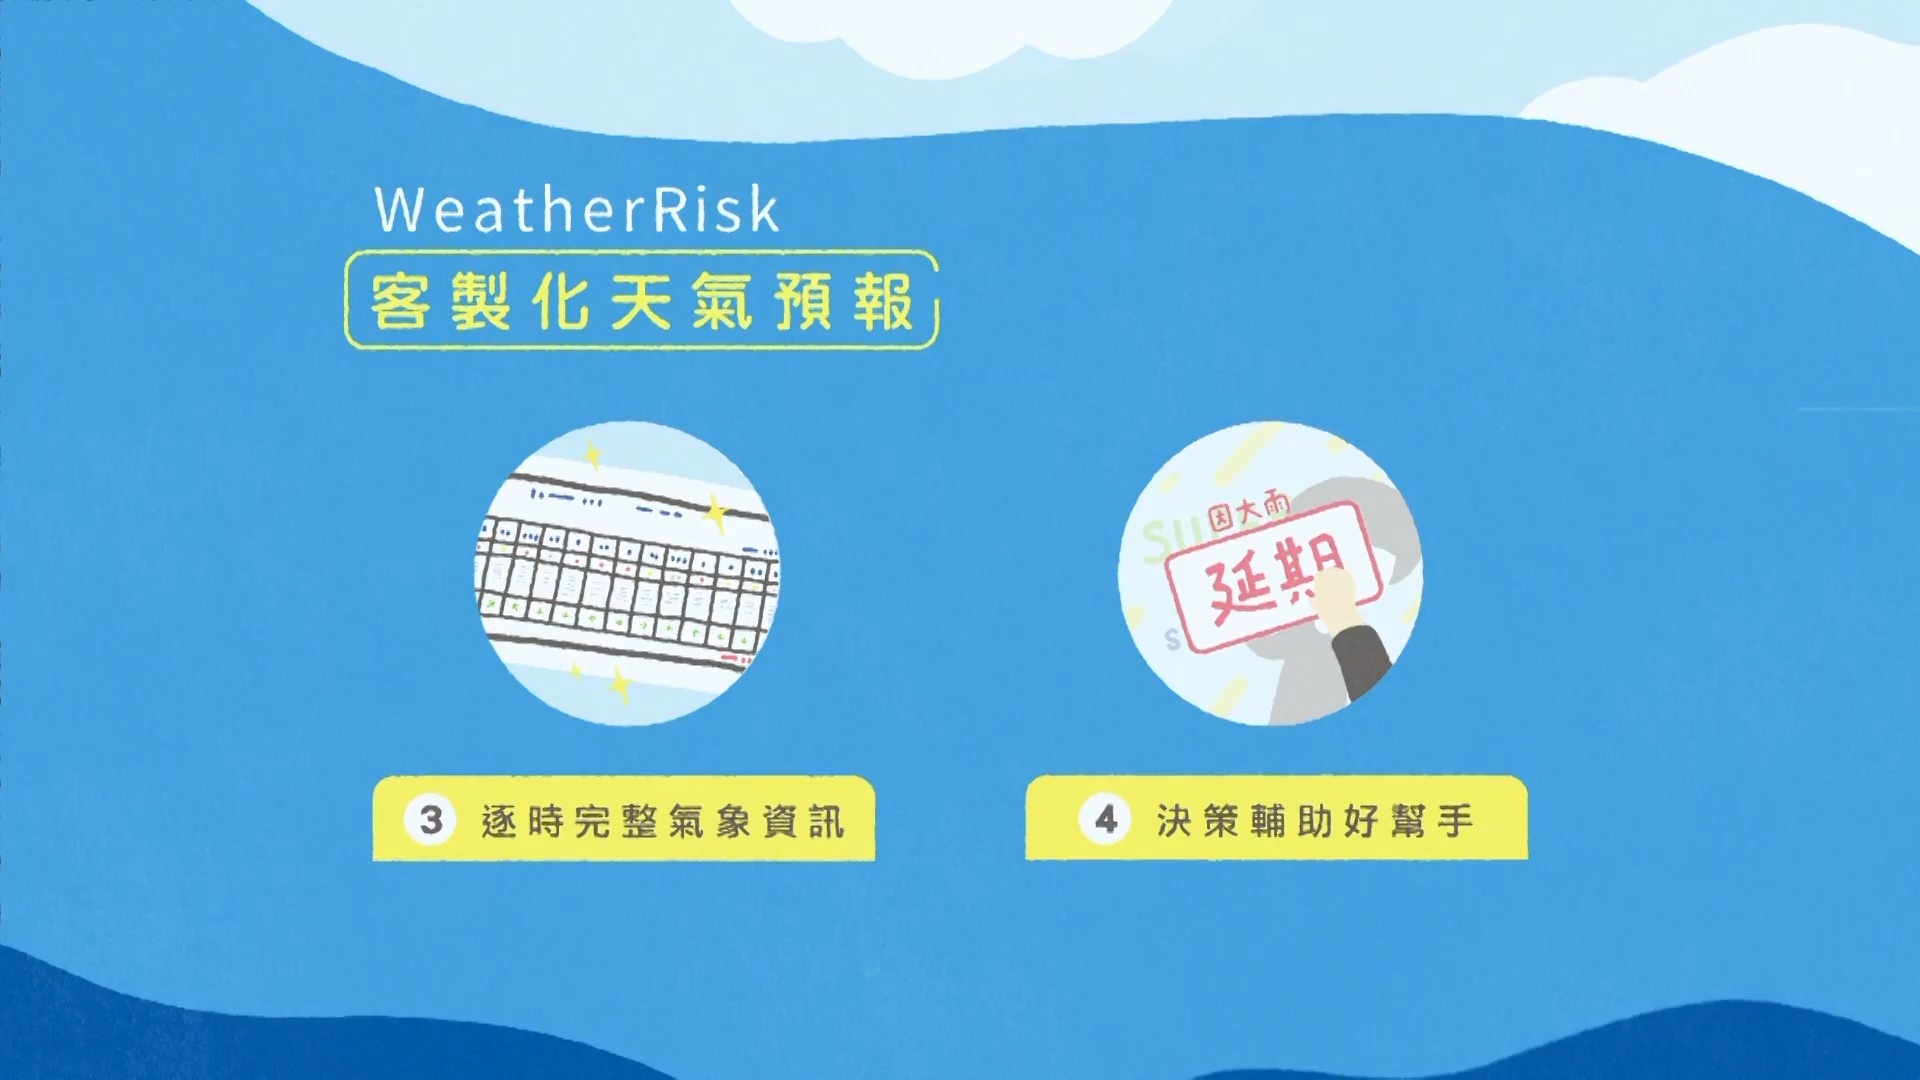 WeatherRisk
客製化天氣預報
因大雨
延期
3 逐時完整氣象資訊
4 決策輔助好幫手